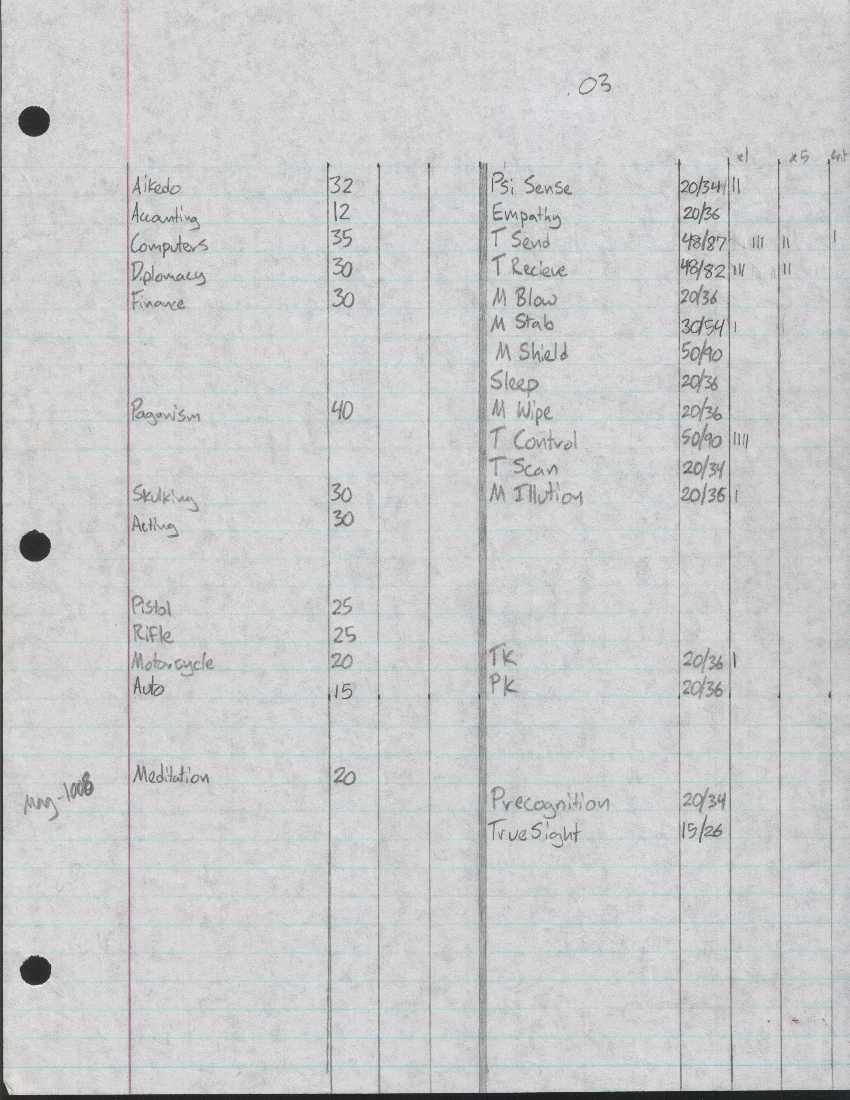 .03
x1 x5 Crit
Aikedo 32 Psi Sense 20/34 II
Accounting 12 Empathy 20/36
Computers 35 T Send 48/87 III II I
Diplomacy 30 T Recieve 48/82 III II
Finance 30 M Blow 20/36
M Stab 30/54 I
M Shield 50/90
Sleep 20/36
Paganism 40 M Wipe 20/36
T Control 50/90 IIII
T Scan 20/34
Skulking 30 M Illution 20/36 I
Acting 30
Pistol 25
Rifle 25
Motorcycle 20 TK 20/36 I
Auto 15 PK 20/36
Meditation 20
Precognition 20/34
True Sight 15/26